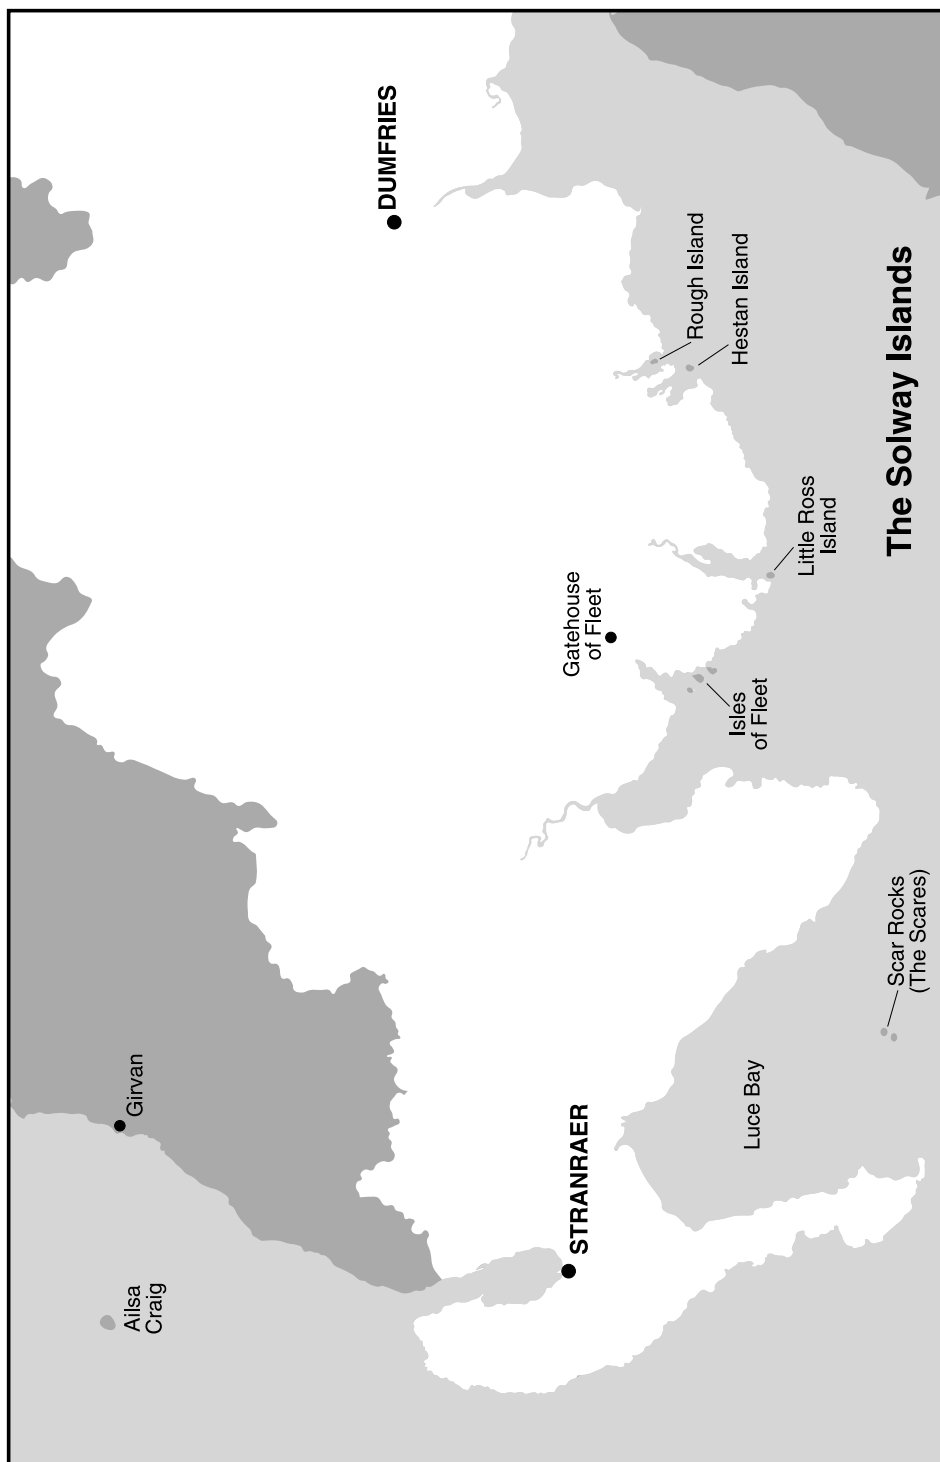 Ailsa
Craig
Girvan
DUMFRIES
STRANRAER
Gatehouse
of Fleet
Rough Island
Hestan Island
Little Ross
Island
Isles
of Fleet
Luce Bay
Scar Rocks
(The Scares)
The Solway Islands